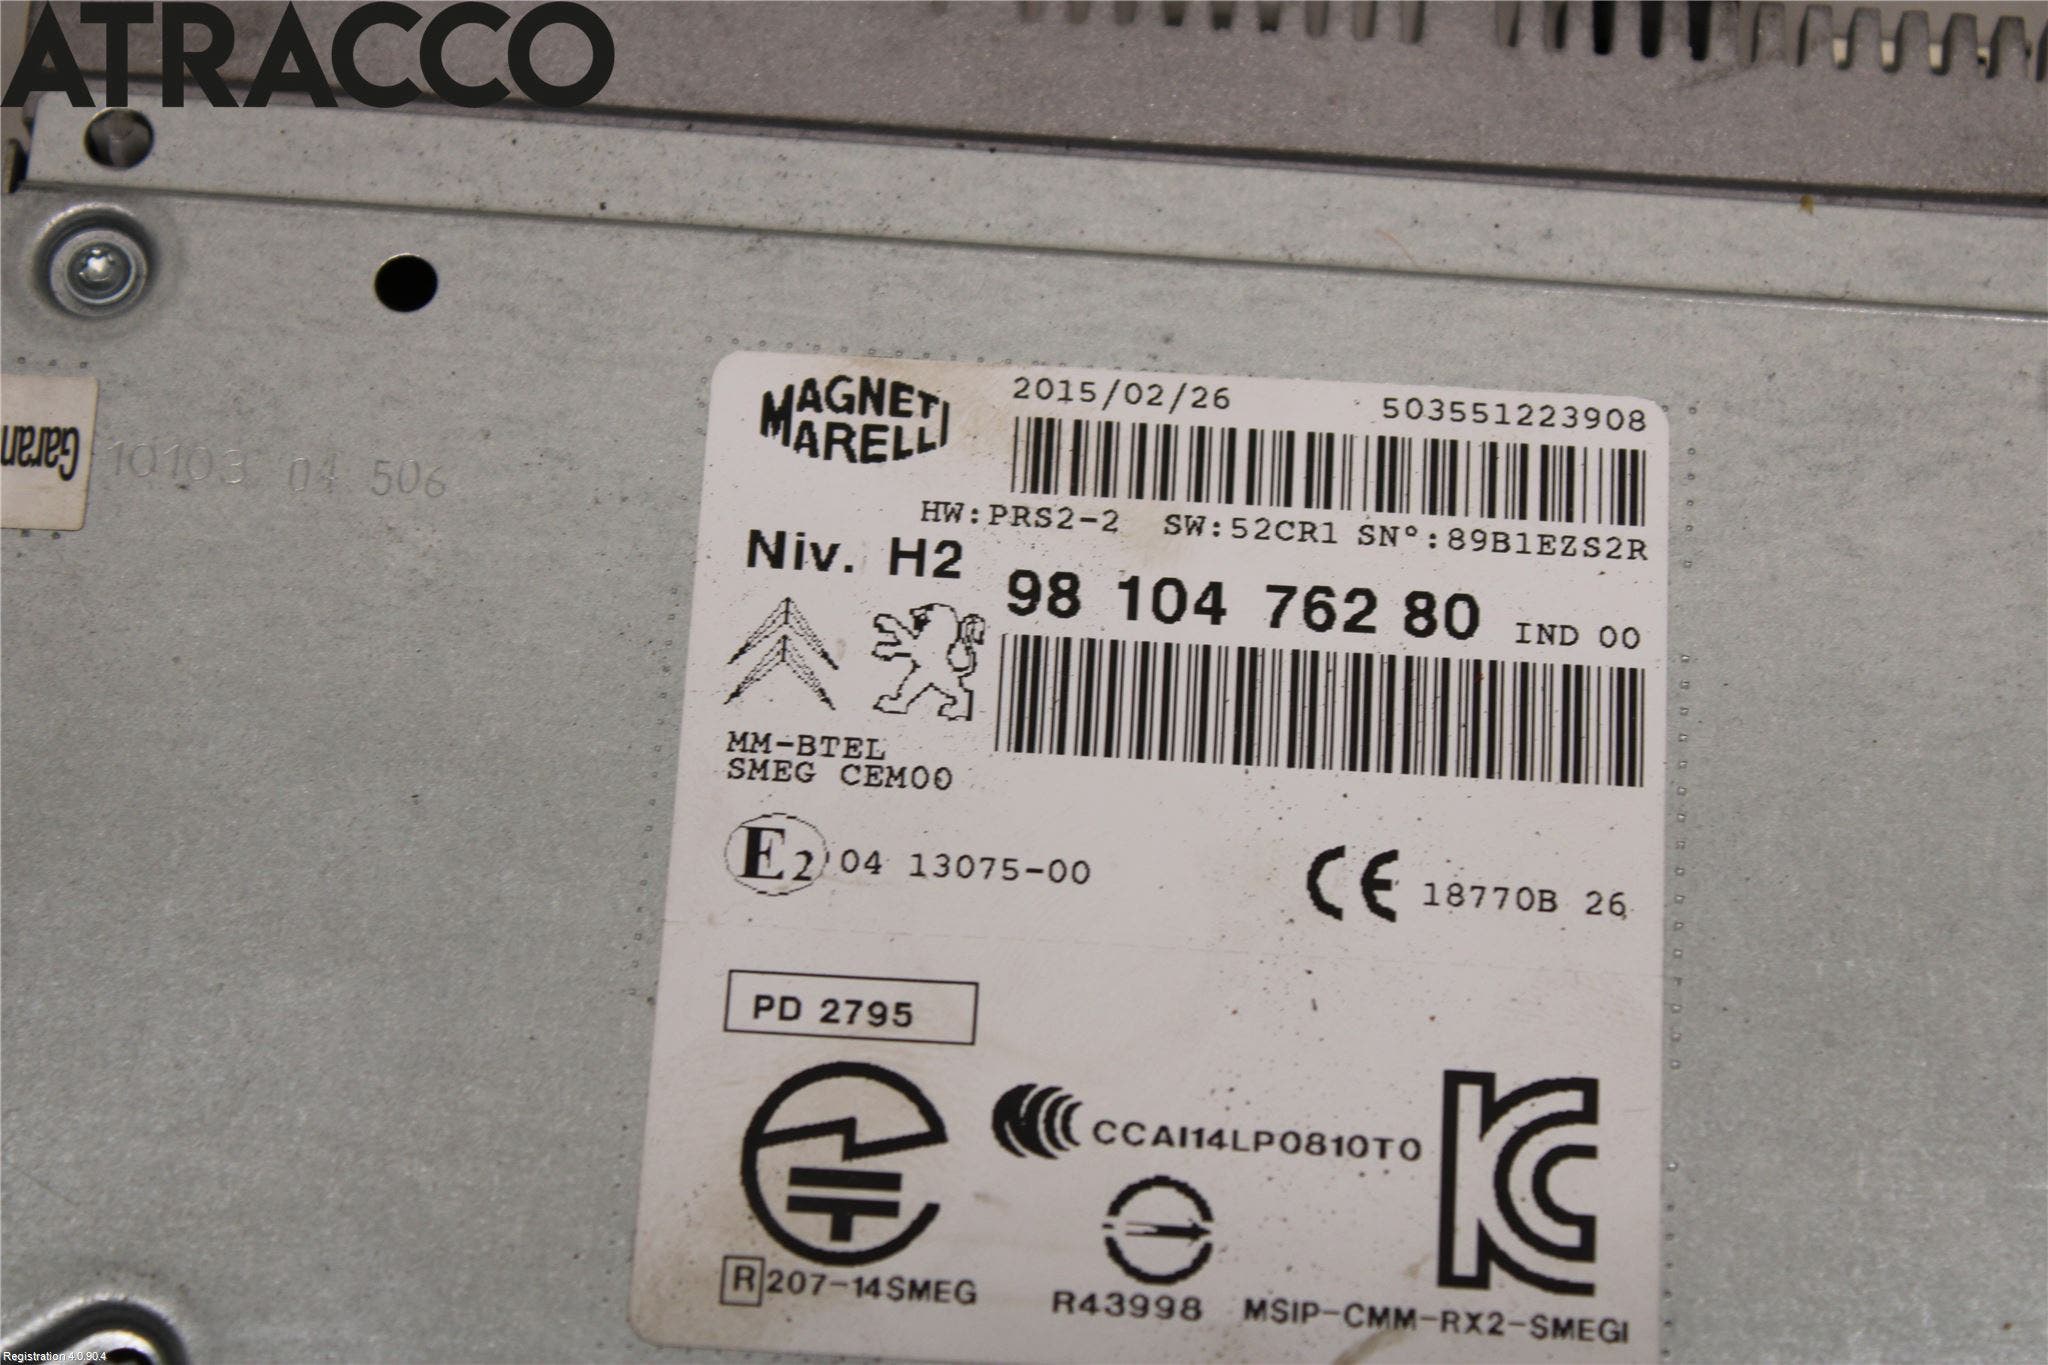 ATRACCO
Garan
10103 04 506
MAGNETI
MARELLI
2015/02/26 503551223908
HW:PRS2-2 SW:52CR1 SN°:89B1EZS2R
Niv. H2 98 104 762 80 IND 00
MM-BTEL
SMEG CEM00
E2 04 13075-00 CE 18770B 26
PD 2795
CCAI14LP0810T0
R 207-14SMEG
R43998
MSIP-CMM-RX2-SMEGI
Registration 4.0.90.4